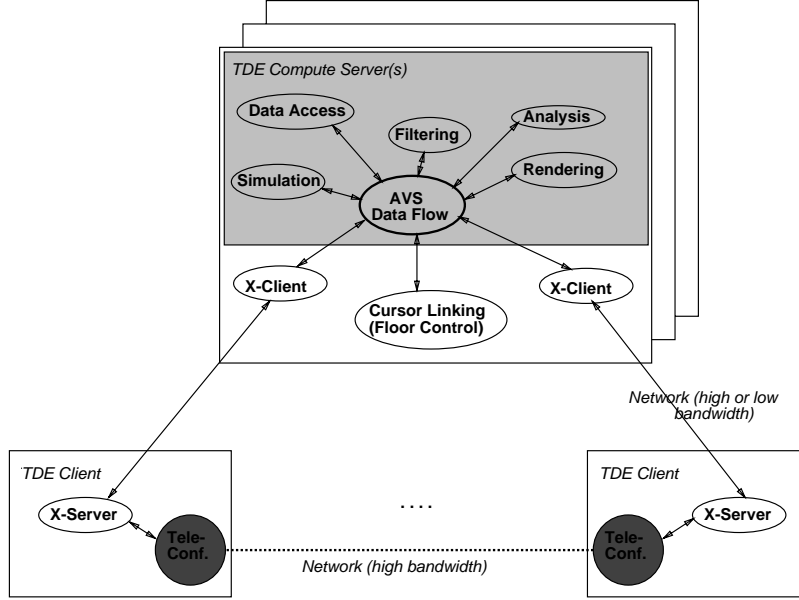 TDE Compute Server(s)
Data Access
Filtering
Analysis
Simulation
Rendering
AVS
Data Flow
X-Client
X-Client
Cursor Linking
(Floor Control)
Network (high or low
bandwidth)
TDE Client
TDE Client
X-Server
. . . .
X-Server
Tele-
Conf.
Tele-
Conf.
Network (high bandwidth)